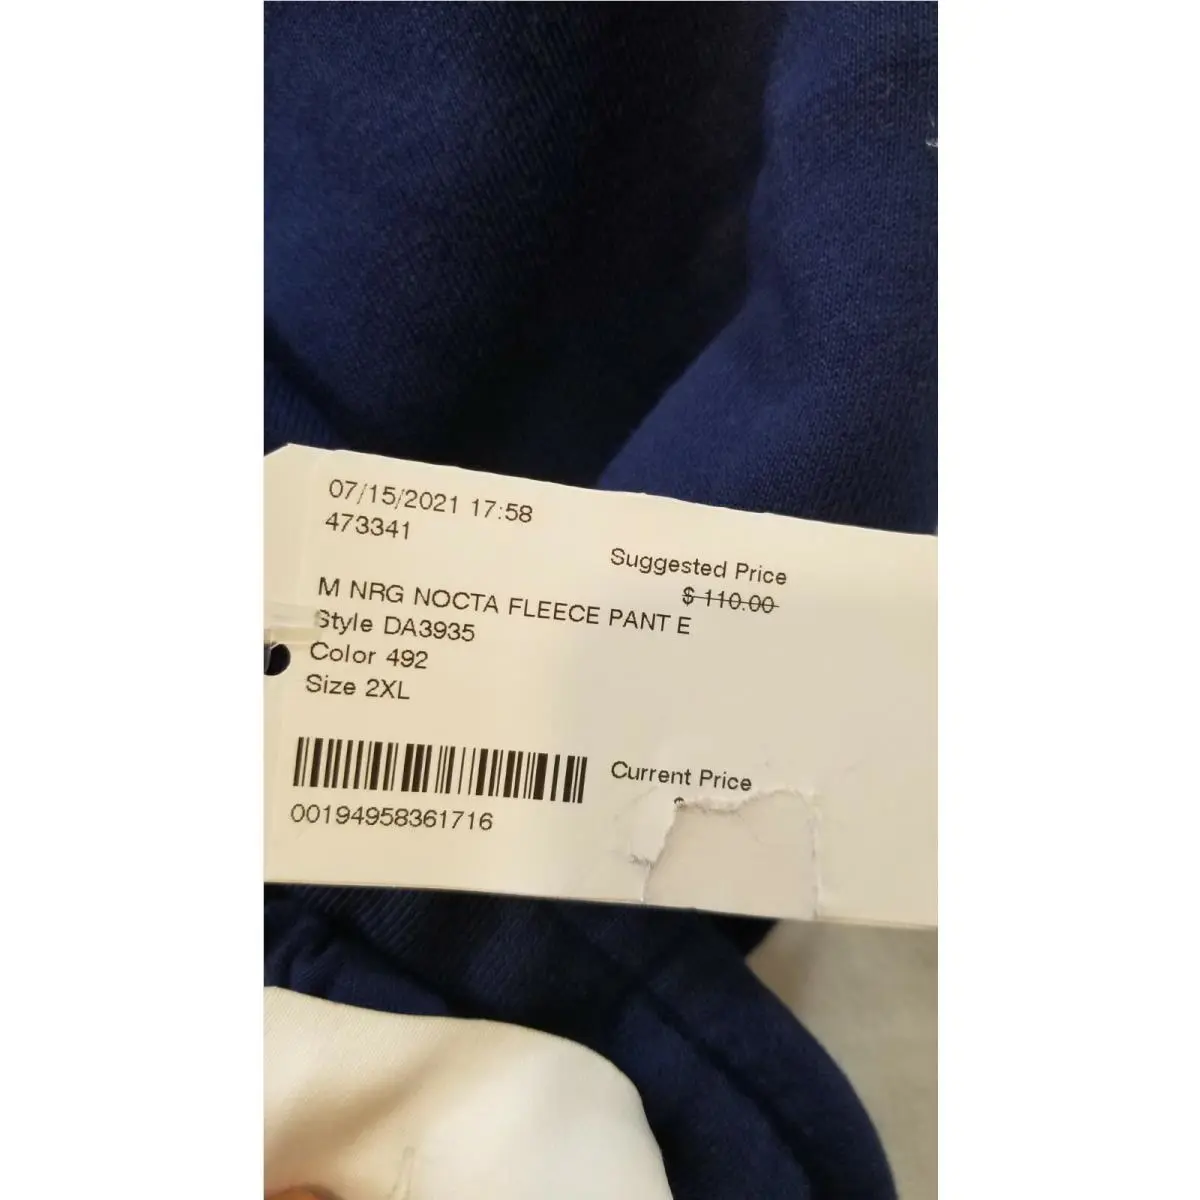 07/15/2021 17:58
473341
Suggested Price
$ 110.00
M NRG NOCTA FLEECE PANT E
Style DA3935
Color 492
Size 2XL
Current Price
00194958361716